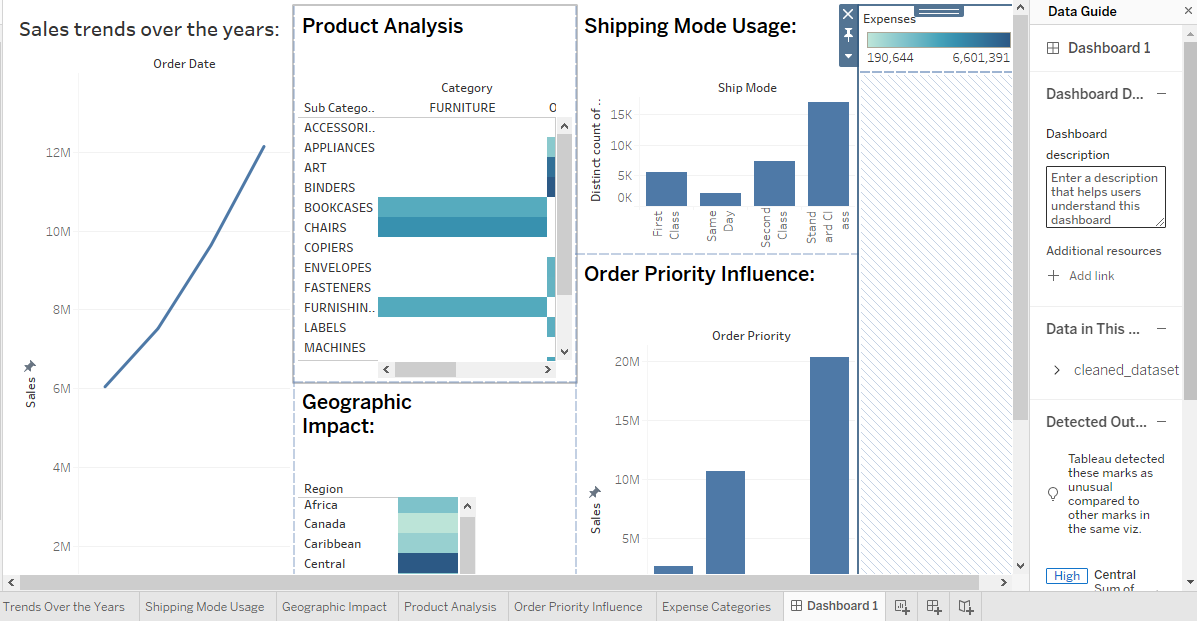 Sales trends over the years:
Order Date
12M
10M
8M
6M
4M
2M
Sales
Product Analysis
Category
Sub Catego..
FURNITURE
O
ACCESSORI..
APPLIANCES
ART
BINDERS
BOOKCASES
CHAIRS
COPIERS
ENVELOPES
FASTENERS
FURNISHIN..
LABELS
MACHINES
Geographic
Impact:
Region
Africa
Canada
Caribbean
Central
Shipping Mode Usage:
Ship Mode
Distinct count of ..
15K
10K
5K
0K
First
Class
Same
Day
Second
Class
Stand
ard Cl
ass
Order Priority Influence:
Order Priority
20M
15M
10M
5M
Sales
Expenses
190,644
6,601,391
Data Guide
Dashboard 1
Dashboard D...
Dashboard
description
Enter a description
that helps users
understand this
dashboard
Additional resources
Add link
Data in This ...
cleaned_dataset
Detected Out...
Tableau detected
these marks as
unusual
compared to
other marks in
the same viz.
High
Central
Sum of
Trends Over the Years
Shipping Mode Usage
Geographic Impact
Product Analysis
Order Priority Influence
Expense Categories
Dashboard 1